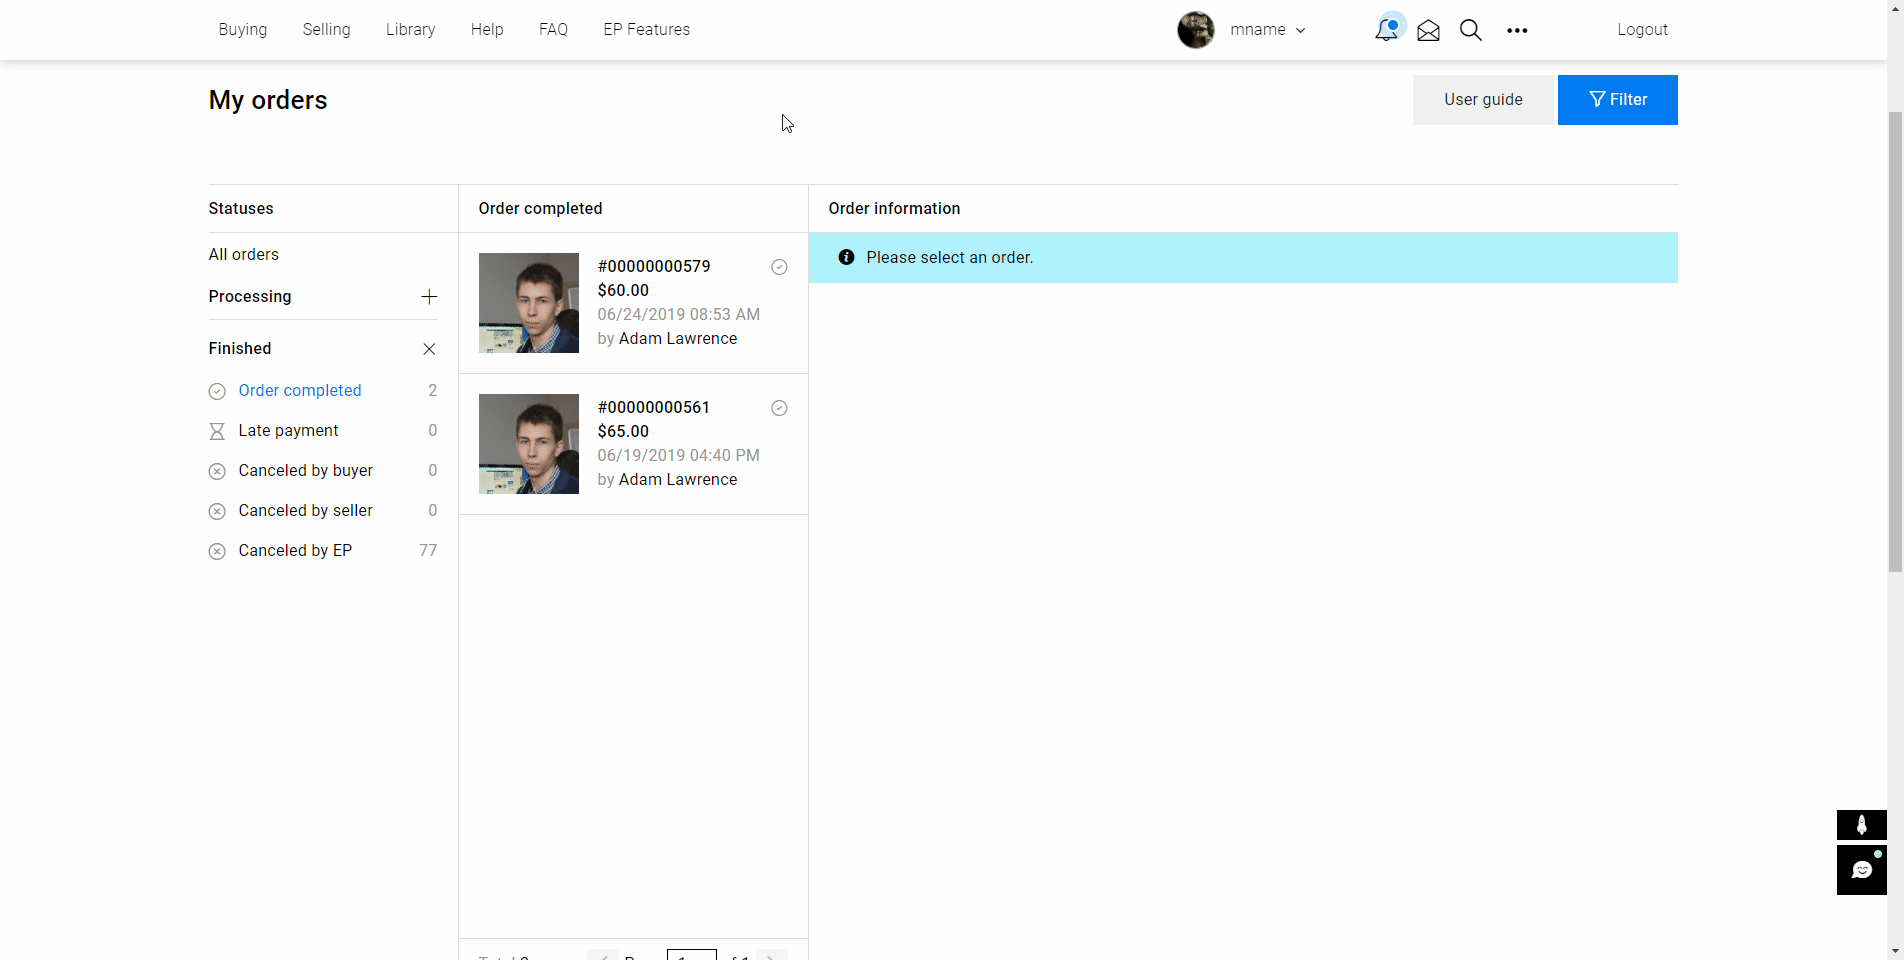 Buying Selling Library Help FAQ EP Features mname Logout
My orders
User guide Filter
Statuses
All orders
Processing
Finished
Order completed 2
Late payment 0
Canceled by buyer 0
Canceled by seller 0
Canceled by EP 77
Order completed
#00000000579
$60.00
06/24/2019 08:53 AM
by Adam Lawrence
#00000000561
$65.00
06/19/2019 04:40 PM
by Adam Lawrence
Order information
Please select an order.